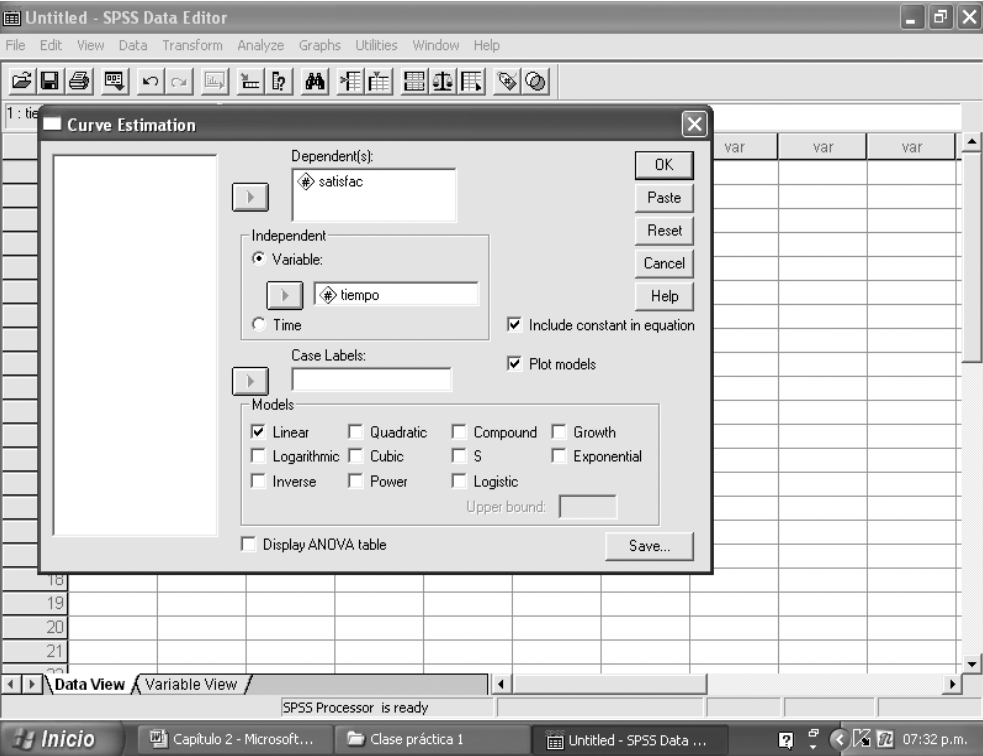 Untitled - SPSS Data Editor
File Edit View Data Transform Analyze Graphs Utilities Window Help
1 : tie
Curve Estimation
var var var
Dependent(s):
satisfac
OK
Paste
Reset
Cancel
Help
Independent
Variable:
tiempo
Time
Include constant in equation
Case Labels:
Plot models
Models
Linear Quadratic Compound Growth
Logarithmic Cubic S Exponential
Inverse Power Logistic
Upper bound:
Display ANOVA table
Save...
18
19
20
21
22
Data View Variable View
SPSS Processor is ready
Inicio Capítulo 2 - Microsoft... Clase práctica 1 Untitled - SPSS Data ... 07:32 p.m.